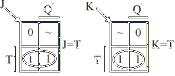 J Q' K Q'
0 ~ ~ 0
T 1 1 J=T T 1 1 K=T